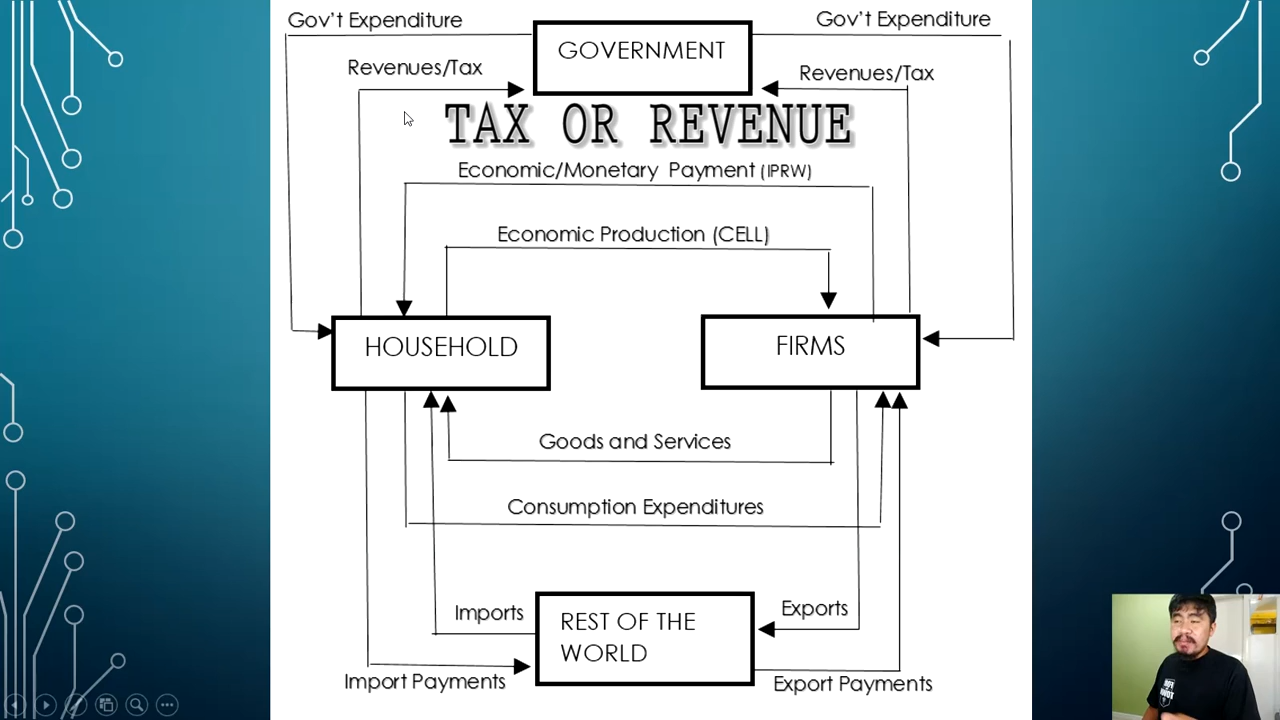 Gov't Expenditure
Gov't Expenditure
GOVERNMENT
Revenues/Tax
Revenues/Tax
TAX OR REVENUE
Economic/Monetary Payment (IPRW)
Economic Production (CELL)
HOUSEHOLD
FIRMS
Goods and Services
Consumption Expenditures
Imports
REST OF THE
WORLD
Exports
Import Payments
Export Payments